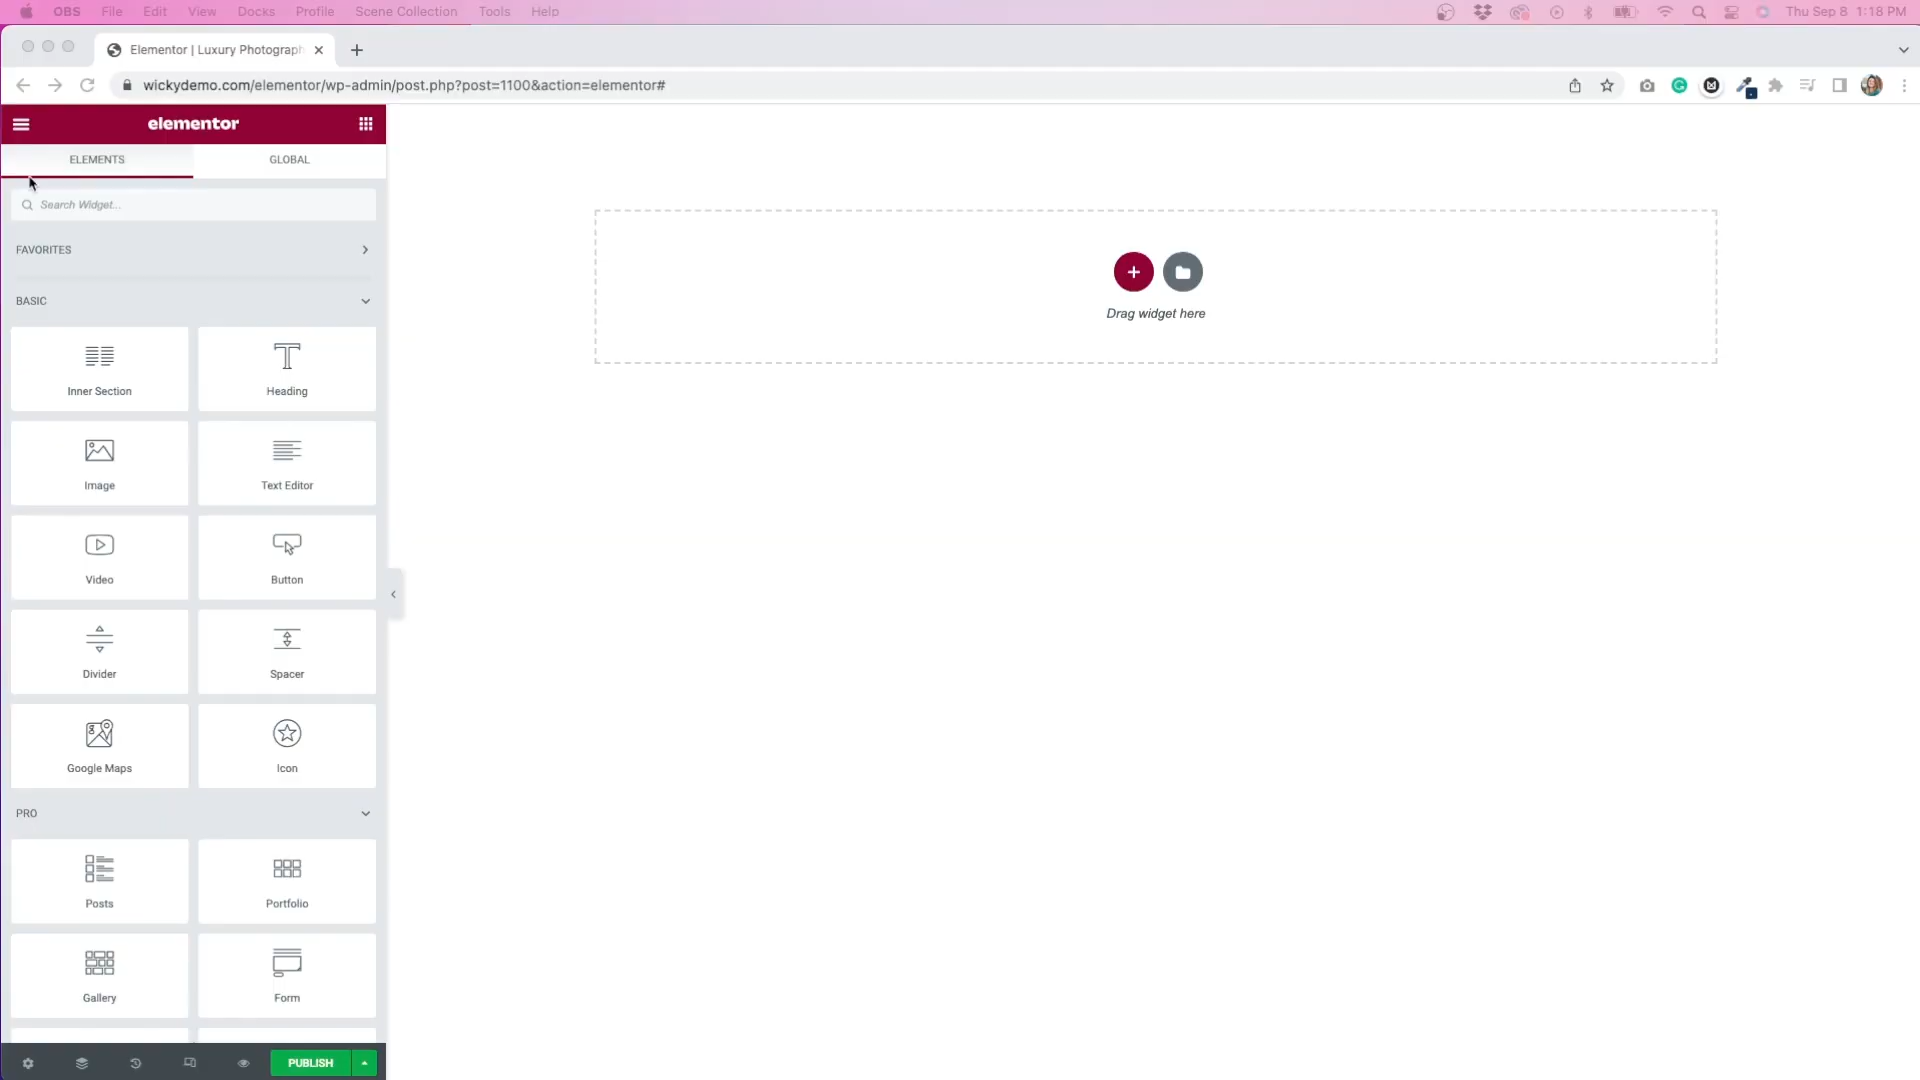 OBS File Edit View Docks Profile Scene Collection Tools Help Thu Sep 8 1:18 PM
Elementor | Luxury Photograph
wickydemo.com/elementor/wp-admin/post.php?post=1100&action=elementor#
elementor
ELEMENTS GLOBAL
Search Widget...
FAVORITES
BASIC
Inner Section Heading
Image Text Editor
Video Button
Divider Spacer
Google Maps Icon
PRO
Posts Portfolio
Gallery Form
PUBLISH
Drag widget here